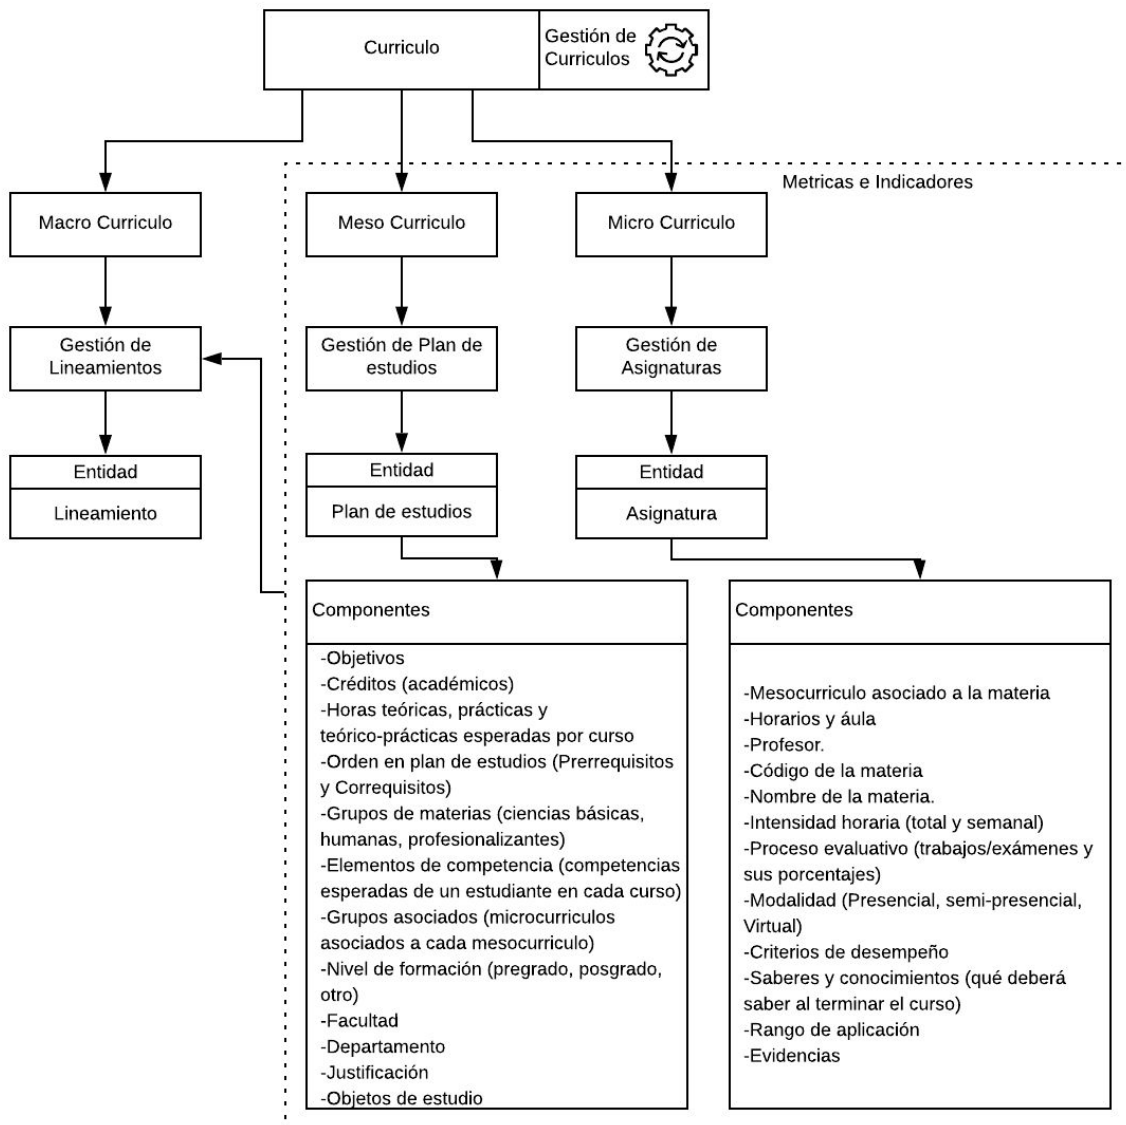 Curriculo
Gestión de
Curriculos
Metricas e Indicadores
Macro Curriculo
Meso Curriculo
Micro Curriculo
Gestión de
Lineamientos
Gestión de Plan de
estudios
Gestión de
Asignaturas
Entidad
Lineamiento
Entidad
Plan de estudios
Entidad
Asignatura
Componentes
-Objetivos
-Créditos (académicos)
-Horas teóricas, prácticas y
teórico-prácticas esperadas por curso
-Orden en plan de estudios (Prerrequisitos
y Correquisitos)
-Grupos de materias (ciencias básicas,
humanas, profesionalizantes)
-Elementos de competencia (competencias
esperadas de un estudiante en cada curso)
-Grupos asociados (microcurriculos
asociados a cada mesocurriculo)
-Nivel de formación (pregrado, posgrado,
otro)
-Facultad
-Departamento
-Justificación
-Objetos de estudio
Componentes
-Mesocurriculo asociado a la materia
-Horarios y áula
-Profesor.
-Código de la materia
-Nombre de la materia.
-Intensidad horaria (total y semanal)
-Proceso evaluativo (trabajos/exámenes y
sus porcentajes)
-Modalidad (Presencial, semi-presencial,
Virtual)
-Criterios de desempeño
-Saberes y conocimientos (qué deberá
saber al terminar el curso)
-Rango de aplicación
-Evidencias